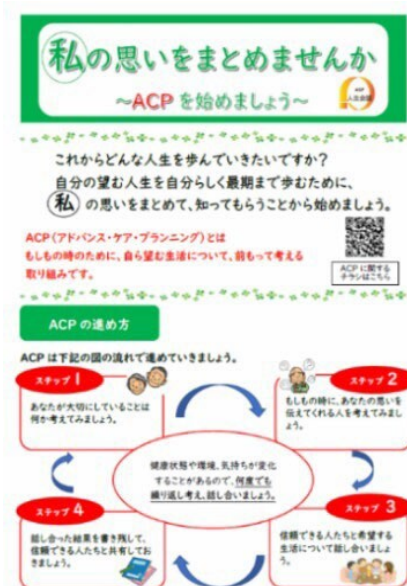 私の思いをまとめませんか
～ACPを始めましょう～
ACP
人生会議
これからどんな人生を歩んでいきたいですか？
自分の望む人生を自分らしく最期まで歩むために、
私 の思いをまとめて、知ってもらうことから始めましょう。
ACP（アドバンス・ケア・プランニング）とは
もしもの時のために、自ら望む生活について、前もって考える
取り組みです。
ACPに関する
チラシはこちら
ACPの進め方
ACPは下記の図の流れで進めていきましょう。
ステップ 1
あなたが大切にしていることは
何か考えてみましょう。
ステップ 2
もしもの時に、あなたの思いを
伝えてくれる人を考えてみまし
ょう。
健康状態や環境、気持ちが変化
することがあるので、何度でも
繰り返し考え、話し合いましょう。
ステップ 4
話し合った結果を書き残して、
信頼できる人たちと共有してお
きましょう。
ステップ 3
信頼できる人たちと希望する
生活について話し合いましょ
う。